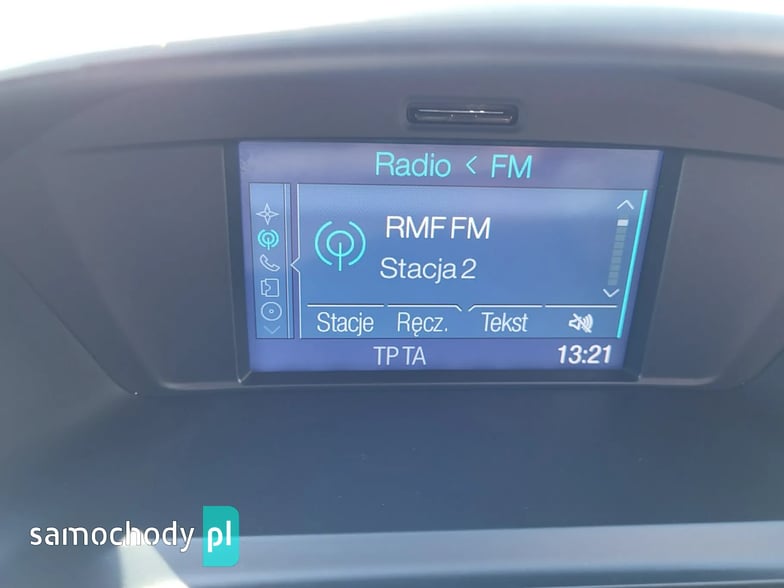 Radio < FM
RMF FM
Stacja 2
Stacje Ręcz. Tekst
TP TA 13:21
samochody pl